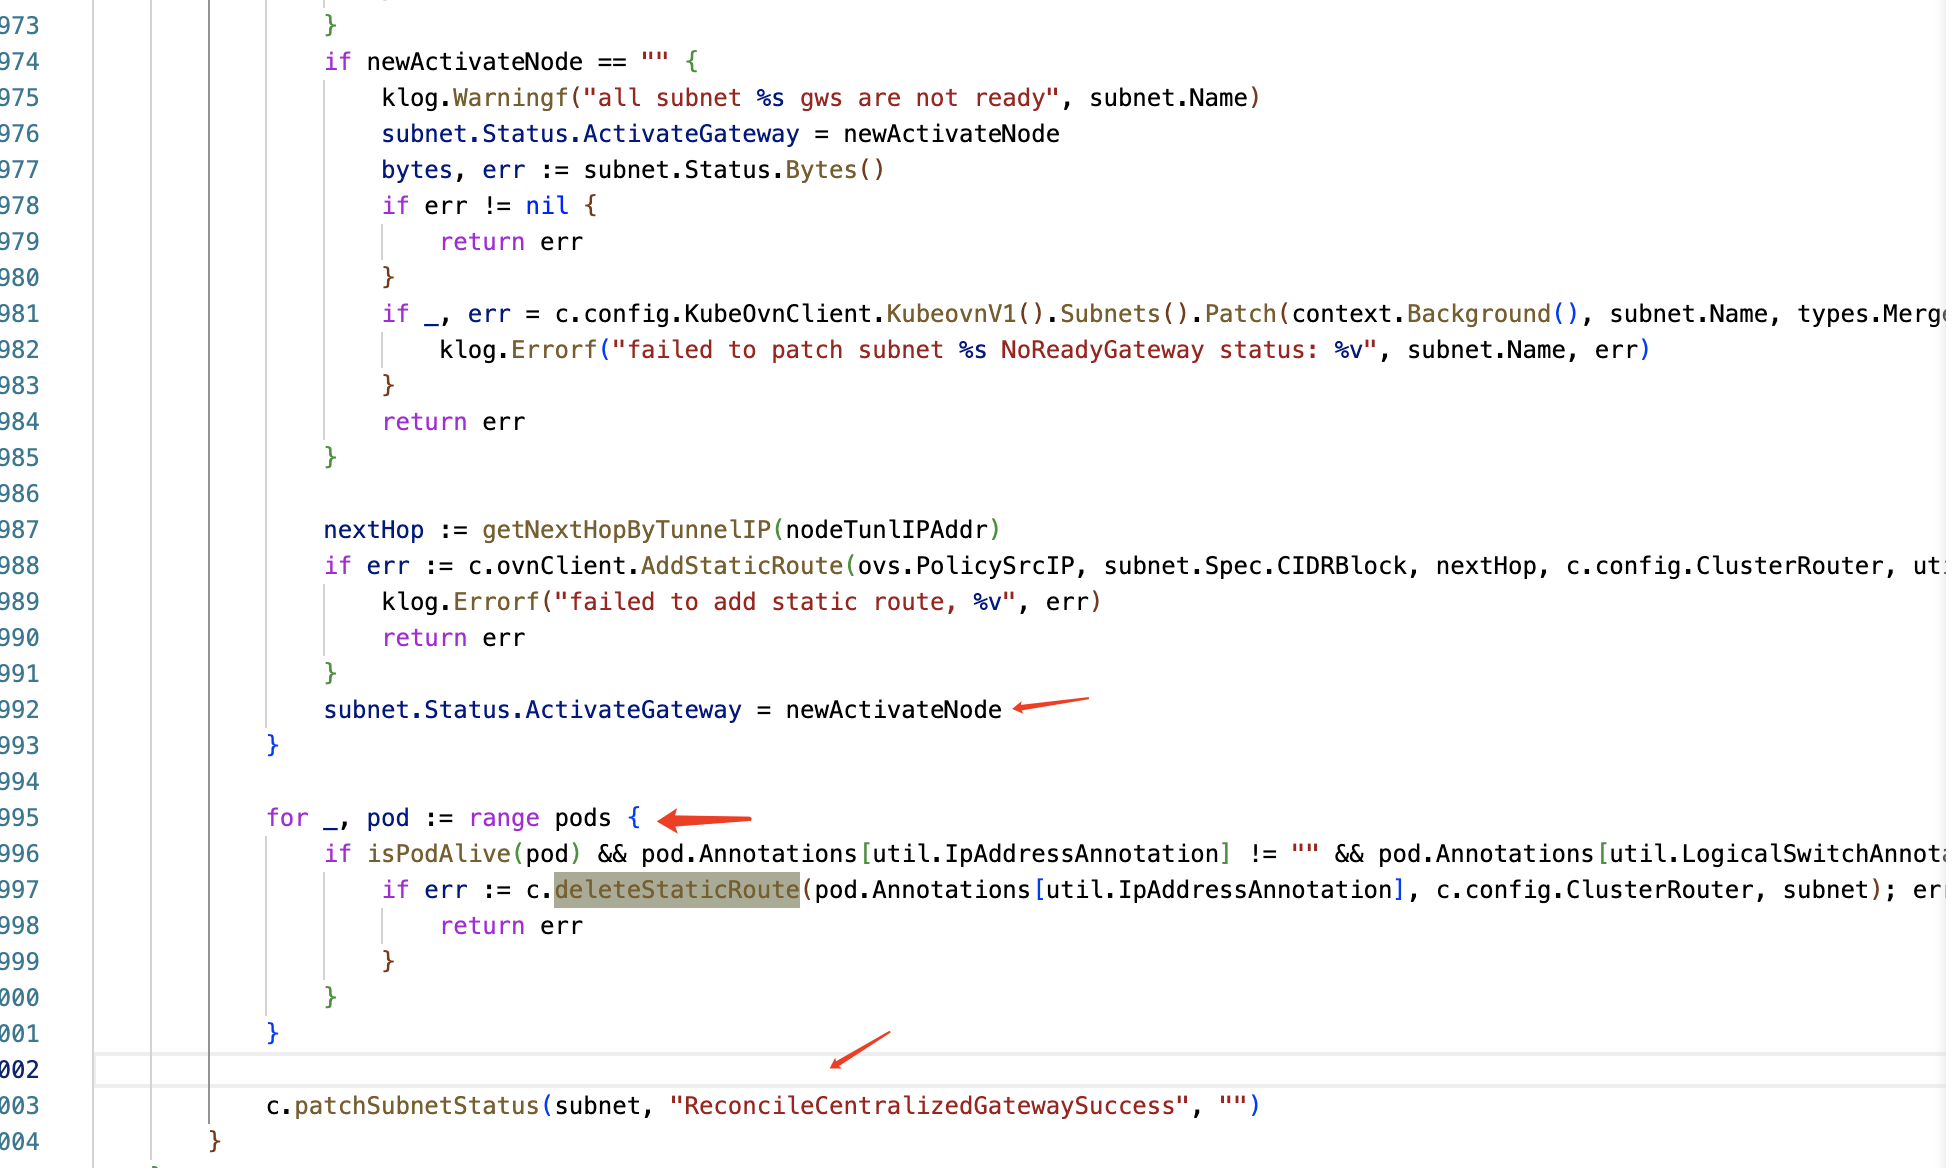 973 }
974 if newActivateNode == "" {
975 klog.Warningf("all subnet %s gws are not ready", subnet.Name)
976 subnet.Status.ActivateGateway = newActivateNode
977 bytes, err := subnet.Status.Bytes()
978 if err != nil {
979 return err
980 }
981 if _, err = c.config.KubeOvnClient.KubeovnV1().Subnets().Patch(context.Background(), subnet.Name, types.Merg
982 klog.Errorf("failed to patch subnet %s NoReadyGateway status: %v", subnet.Name, err)
983 }
984 return err
985 }
986
987 nextHop := getNextHopByTunnelIP(nodeTunlIPAddr)
988 if err := c.ovnClient.AddStaticRoute(ovs.PolicySrcIP, subnet.Spec.CIDRBlock, nextHop, c.config.ClusterRouter, uti
989 klog.Errorf("failed to add static route, %v", err)
990 return err
991 }
992 subnet.Status.ActivateGateway = newActivateNode
993 }
994
995 for _, pod := range pods {
996 if isPodAlive(pod) && pod.Annotations[util.IpAddressAnnotation] != "" && pod.Annotations[util.LogicalSwitchAnnota
997 if err := c.deleteStaticRoute(pod.Annotations[util.IpAddressAnnotation], c.config.ClusterRouter, subnet); err
998 return err
999 }
000 }
001 }
002
003 c.patchSubnetStatus(subnet, "ReconcileCentralizedGatewaySuccess", "")
004 }